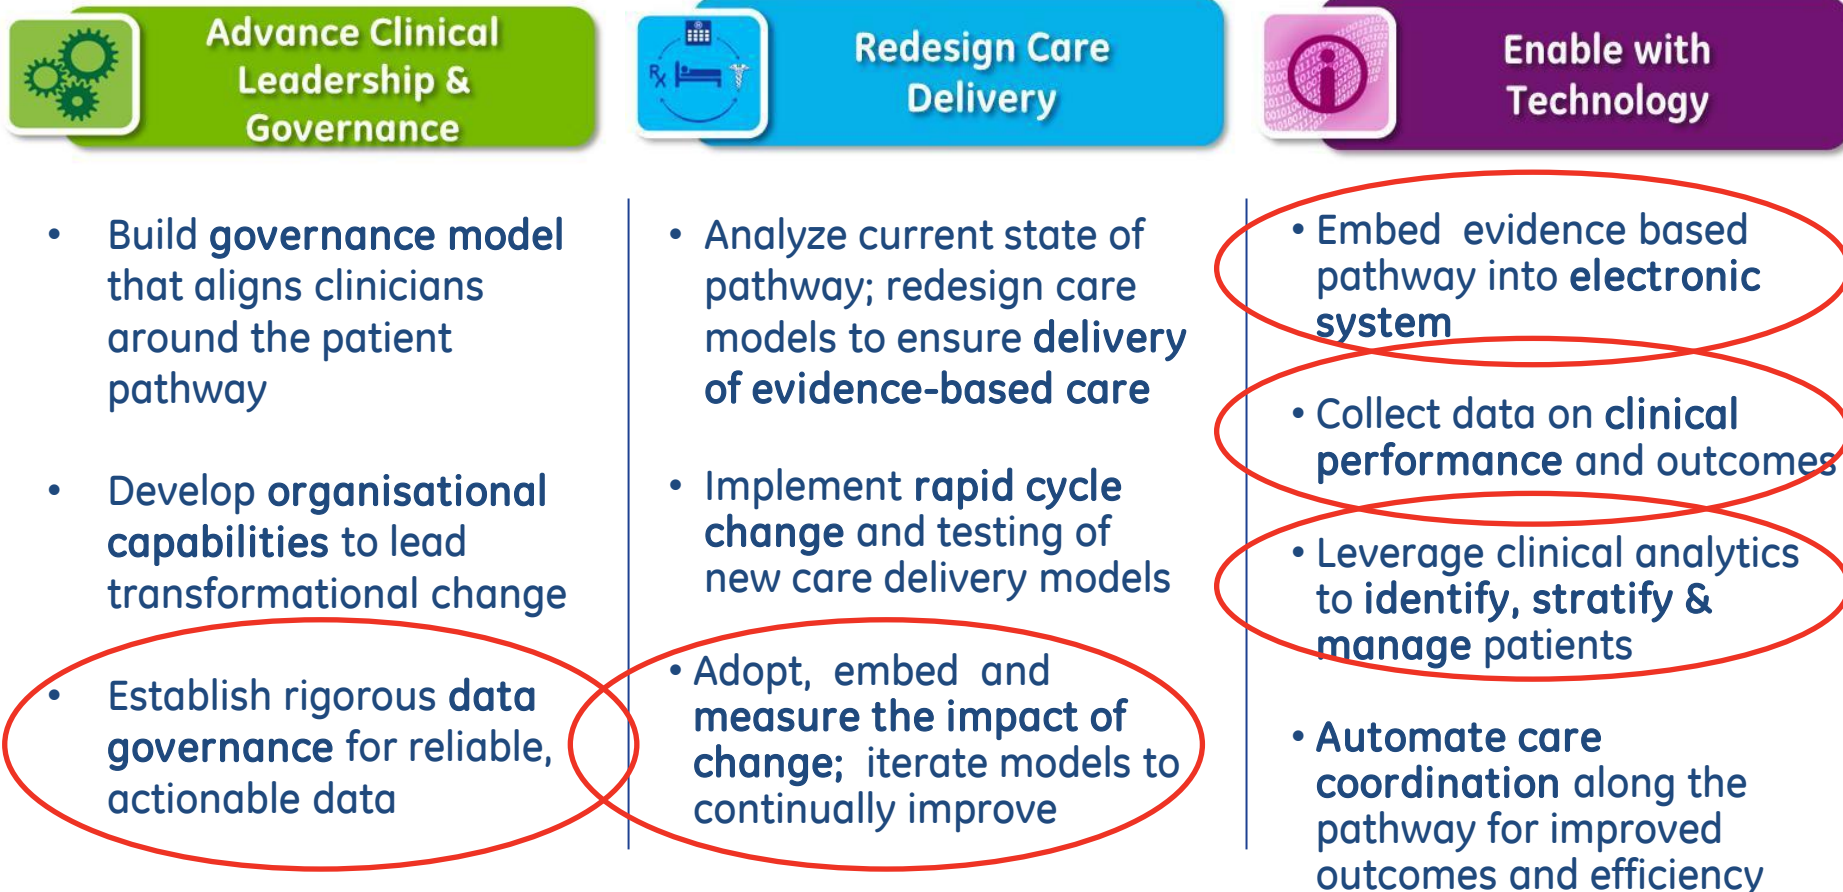 Advance Clinical
Leadership &
Governance
• Build governance model
that aligns clinicians
around the patient
pathway
• Develop organisational
capabilities to lead
transformational change
• Establish rigorous data
governance for reliable,
actionable data
Rx
Redesign Care
Delivery
• Analyze current state of
pathway; redesign care
models to ensure delivery
of evidence-based care
• Implement rapid cycle
change and testing of
new care delivery models
• Adopt, embed and
measure the impact of
change; iterate models to
continually improve
Enable with
Technology
• Embed evidence based
pathway into electronic
system
• Collect data on clinical
performance and outcomes
• Leverage clinical analytics
to identify, stratify &
manage patients
• Automate care
coordination along the
pathway for improved
outcomes and efficiency